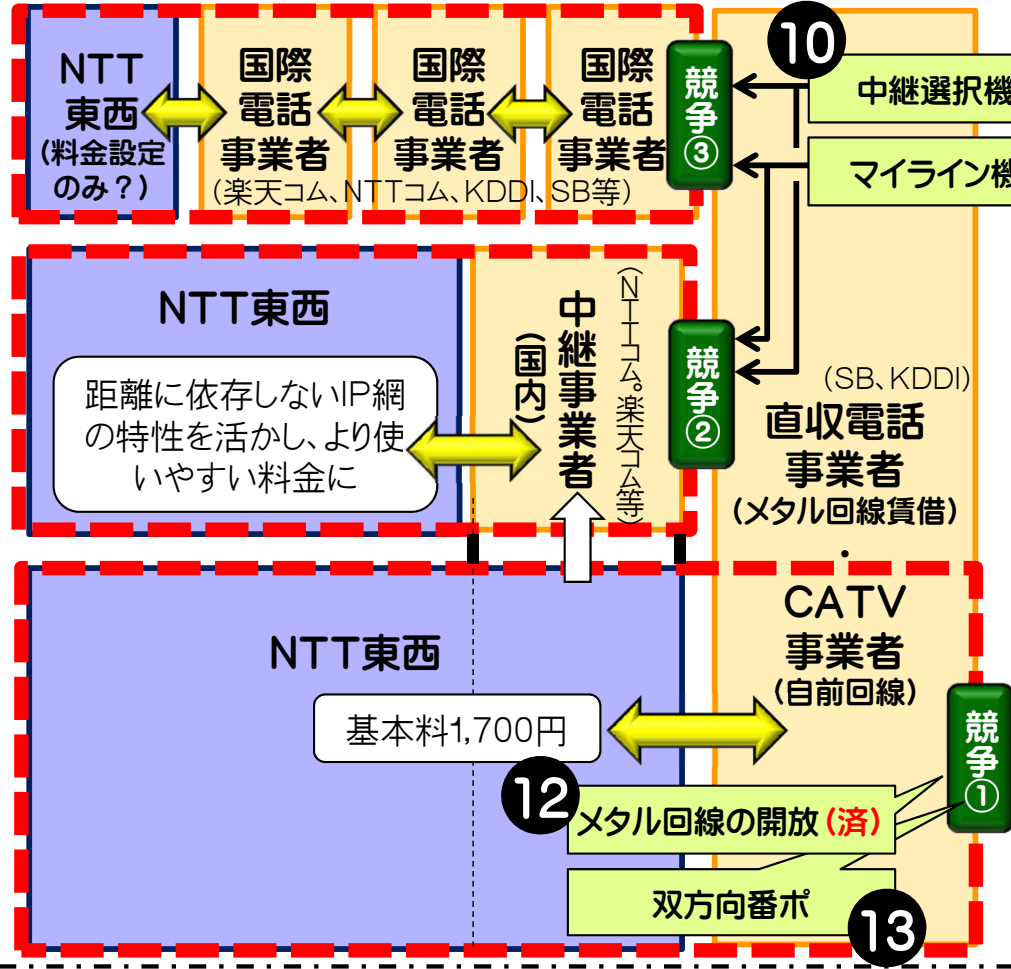 NTT
東西
(料金設定
のみ？)
国際
電話
事業者
国際
電話
事業者
国際
電話
事業者
(楽天コム、NTTコム、KDDI、SB等)
競争③
10
中継選択機
マイライン機
NTT東西
距離に依存しないIP網
の特性を活かし、より使
いやすい料金に
中継事業者
(国内)
(NTTコム。楽天コム等)
競争②
(SB、KDDI)
直収電話
事業者
(メタル回線賃借)
・
CATV
事業者
(自前回線)
NTT東西
基本料1,700円
競争①
12
メタル回線の開放(済)
双方向番ポ
13